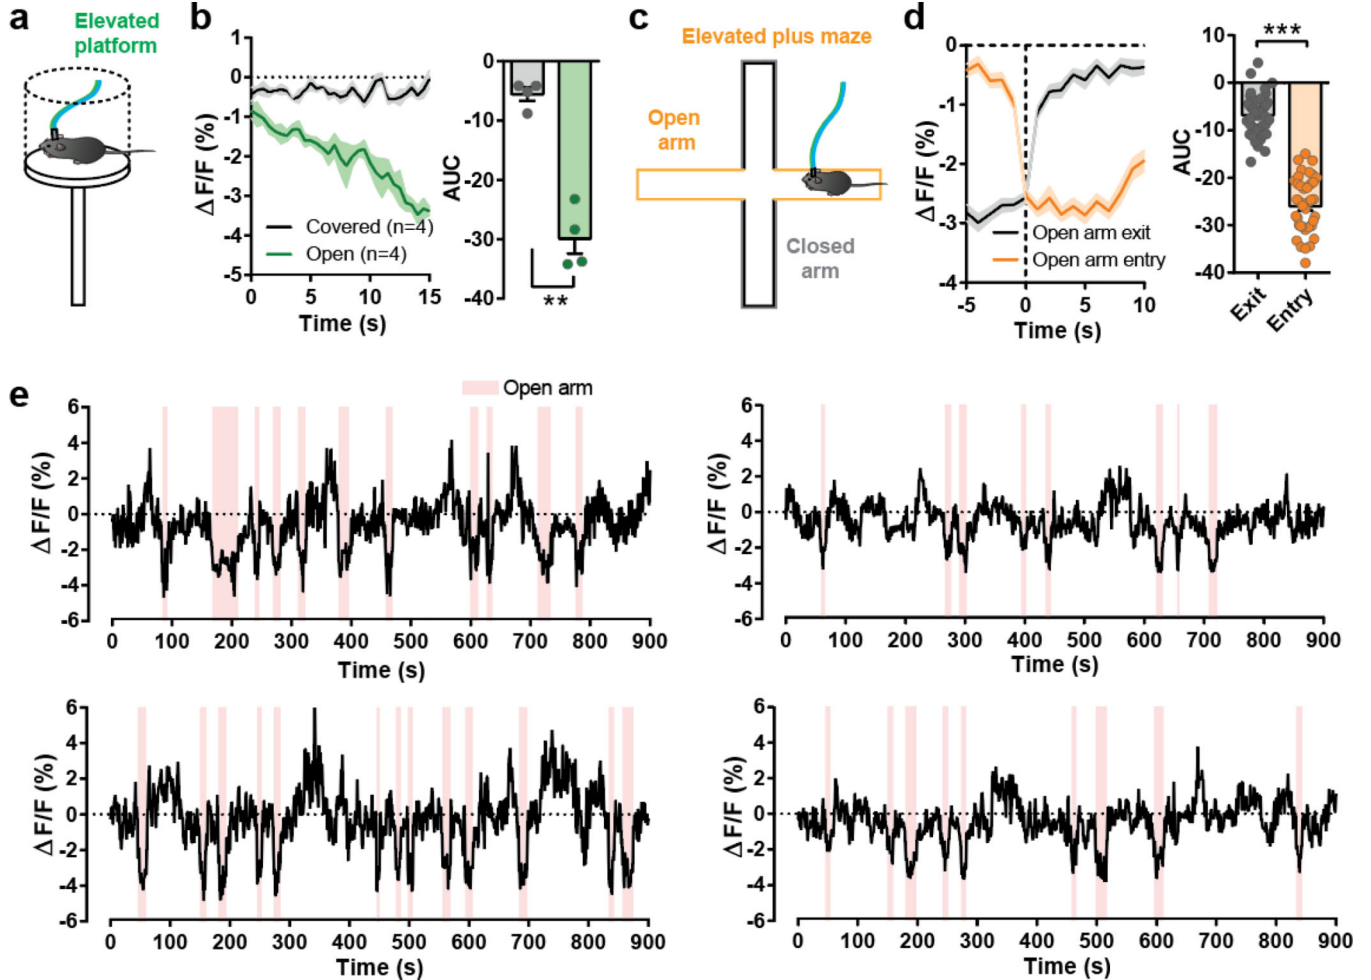 a
Elevated
platform
b
1
0
-1
-2
-3
-4
-5
Δ F/F (%)
Covered (n=4)
Open (n=4)
0
5
10
15
Time (s)
0
-10
-20
-30
-40
AUC
**
c
Elevated plus maze
Open
arm
Closed
arm
d
0
-1
-2
-3
-4
Δ F/F (%)
Open arm exit
Open arm entry
-5
0
5
10
Time (s)
10
0
-10
-20
-30
-40
AUC
***
Exit
Entry
e
Open arm
6
4
2
0
-2
-4
-6
Δ F/F (%)
0 100 200 300 400 500 600 700 800 900
Time (s)
6
4
2
0
-2
-4
-6
Δ F/F (%)
0 100 200 300 400 500 600 700 800 900
Time (s)
6
4
2
0
-2
-4
-6
Δ F/F (%)
0 100 200 300 400 500 600 700 800 900
Time (s)
6
4
2
0
-2
-4
-6
Δ F/F (%)
0 100 200 300 400 500 600 700 800 900
Time (s)